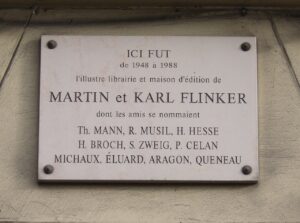 ICI FUT
de 1948 à 1988
l'illustre librairie et maison d'édition de
MARTIN et KARL FLINKER
dont les amis se nommaient
Th. MANN, R. MUSIL, H. HESSE
H. BROCH, S. ZWEIG, P. CELAN
MICHAUX, ÉLUARD, ARAGON, QUENEAU